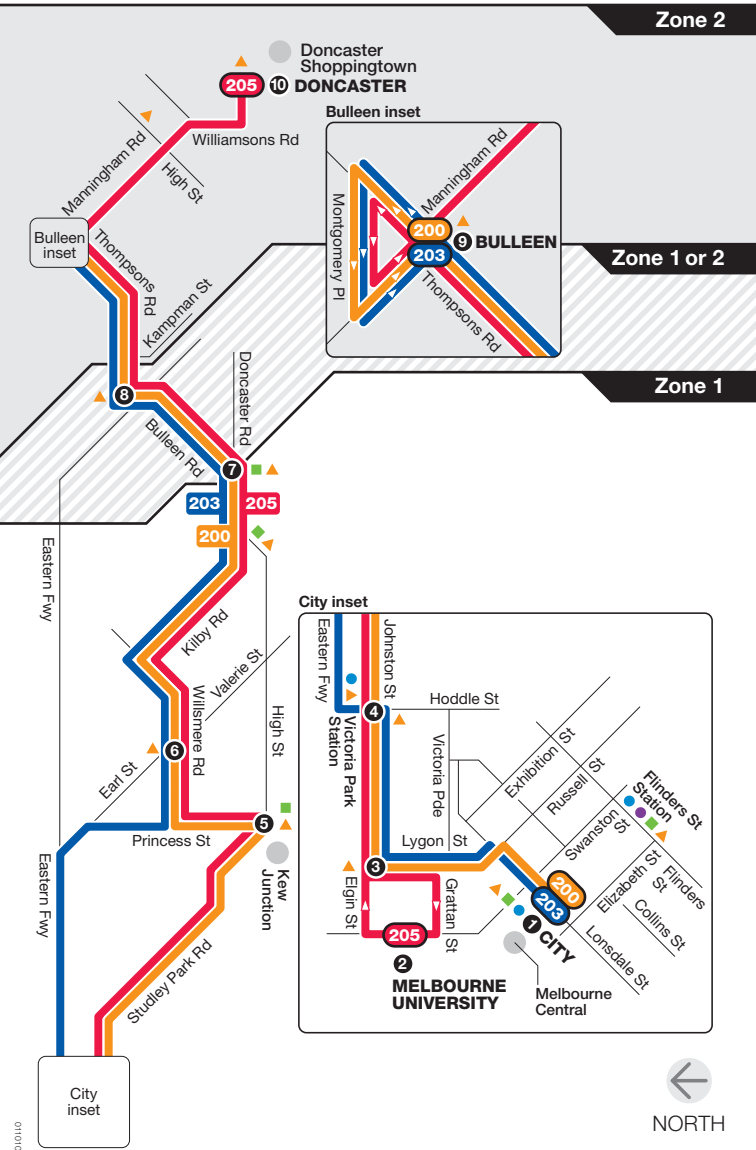 Zone 2
Doncaster
Shoppingtown
205
10
DONCASTER
Williamsons Rd
Manningham Rd
High St
Bulleen inset
Manningham Rd
Montgomery Pl
200
203
9
BULLEEN
Thompsons Rd
Bulleen
inset
Thompsons
Rd
Kampman St
Zone 1 or 2
Zone 1
8
Bulleen Rd
Doncaster Rd
7
203
205
200
Eastern Fwy
Kilby Rd
Valerie St
Willsmere Rd
High St
6
Earl St
5
Princess St
Kew
Junction
Eastern Fwy
Studley Park Rd
City
inset
City inset
Eastern Fwy
Johnston St
Hoddle St
4
Victoria Park
Station
Victoria Pde
Exhibition St
Russell St
Swanston
St
Flinders St
Station
Lygon St
3
Elgin St
Grattan
St
205
2
MELBOURNE
UNIVERSITY
200
203
1
CITY
Elizabeth St
Flinders
St
Collins St
Lonsdale St
Melbourne
Central
NORTH